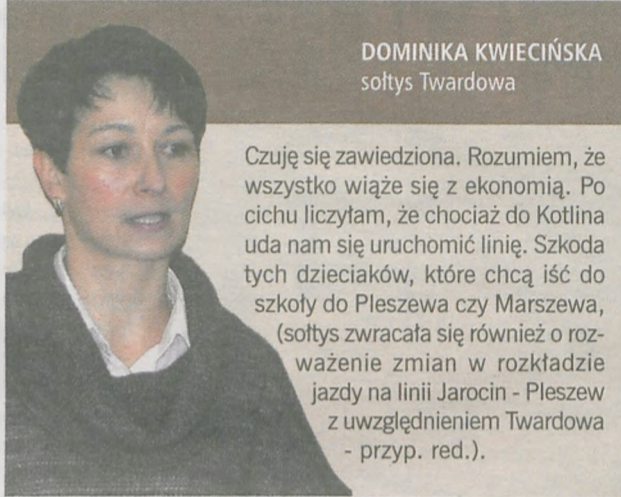 DOMINIKA KWIECIŃSKA
sołtys Twardowa
Czuję się zawiedziona. Rozumiem, że
wszystko wiąże się z ekonomią. Po
cichu liczyłam, że chociaż do Kotlina
uda nam się uruchomić linię. Szkoda
tych dzieciaków, które chcą iść do
szkoły do Pleszewa czy Marszewa,
(sołtys zwracała się również o roz-
ważenie zmian w rozkładzie
jazdy na linii Jarocin - Pleszew
z uwzględnieniem Twardowa
- przyp. red.).